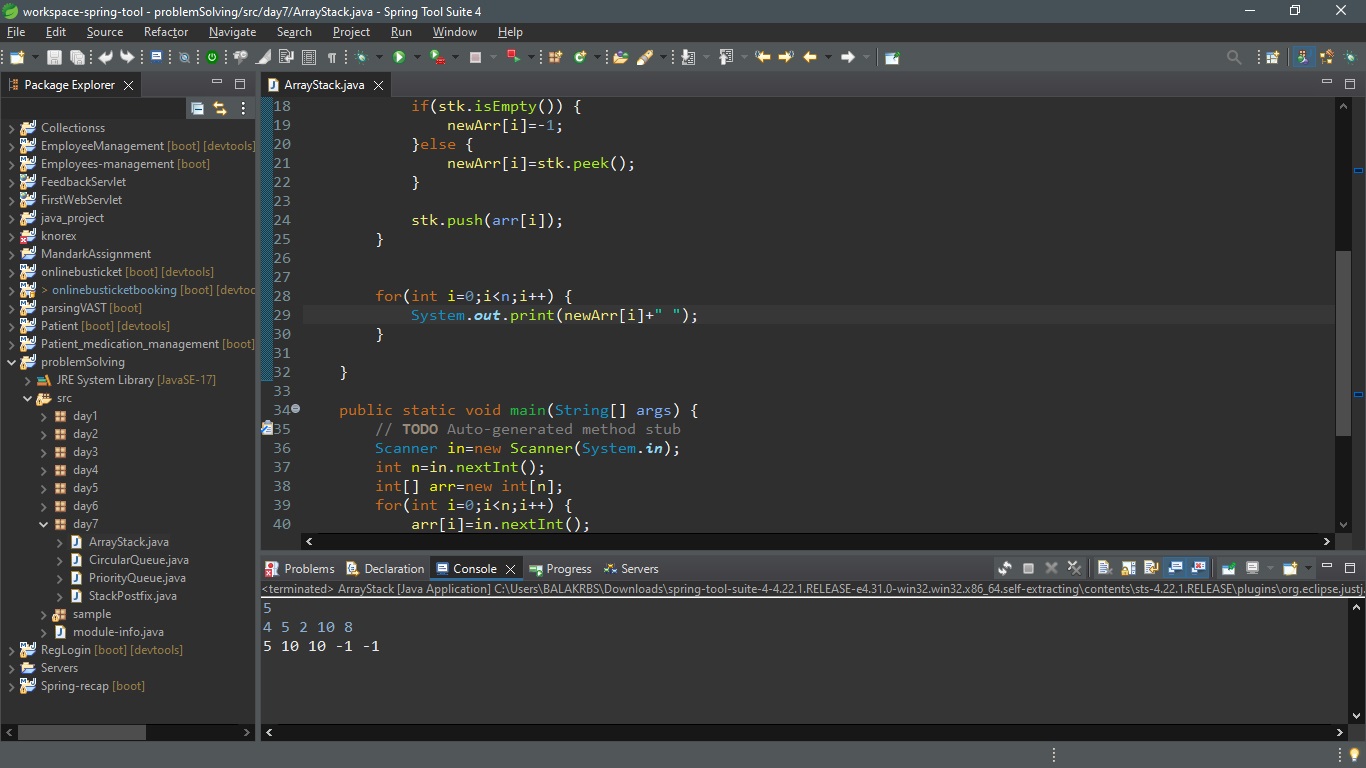 workspace-spring-tool - problemSolving/src/day7/ArrayStack.java - Spring Tool Suite 4
File Edit Source Refactor Navigate Search Project Run Window Help
Package Explorer
Collectionss
EmployeeManagement [boot] [devtools]
Employees-management [boot]
FeedbackServlet
FirstWebServlet
java_project
knorex
MandarkAssignment
onlinebusticket [boot] [devtools]
> onlinebusticketbooking [boot] [devtoo
parsingVAST [boot]
Patient [boot] [devtools]
Patient_medication_management [boot]
problemSolving
JRE System Library [JavaSE-17]
src
day1
day2
day3
day4
day5
day6
day7
ArrayStack.java
CircularQueue.java
PriorityQueue.java
StackPostfix.java
sample
module-info.java
RegLogin [boot] [devtools]
Servers
Spring-recap [boot]
ArrayStack.java
18 if(stk.isEmpty()) {
19 newArr[i]=-1;
20 }else {
21 newArr[i]=stk.peek();
22 }
23
24 stk.push(arr[i]);
25 }
26
27
28 for(int i=0;i<n;i++) {
29 System.out.print(newArr[i]+" ");
30 }
31
32 }
33
34 public static void main(String[] args) {
35 // TODO Auto-generated method stub
36 Scanner in=new Scanner(System.in);
37 int n=in.nextInt();
38 int[] arr=new int[n];
39 for(int i=0;i<n;i++) {
40 arr[i]=in.nextInt();
Problems Declaration Console Progress Servers
<terminated> ArrayStack [Java Application] C:\Users\BALAKRBS\Downloads\spring-tool-suite-4-4.22.1.RELEASE-e4.31.0-win32.win32.x86_64.self-extracting\contents\sts-4.22.1.RELEASE\plugins\org.eclipse.justj.
5
4 5 2 10 8
5 10 10 -1 -1